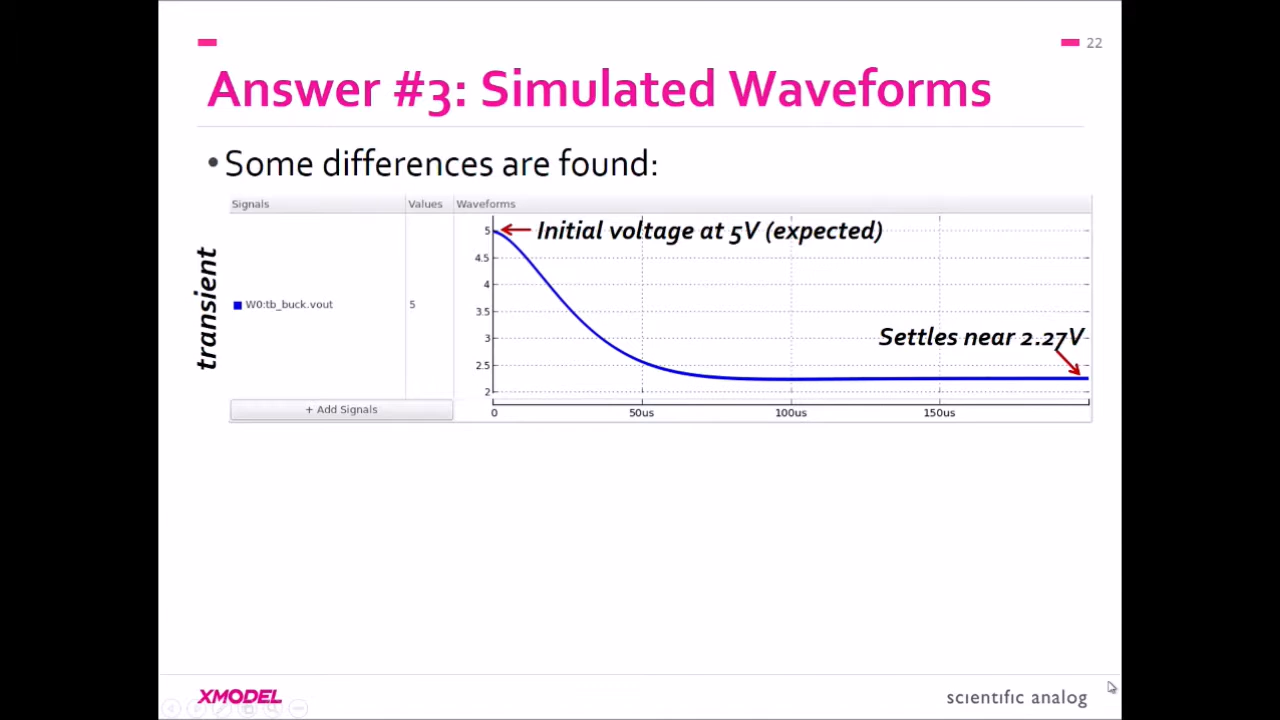 22
Answer #3: Simulated Waveforms
• Some differences are found:
Signals Values Waveforms
transient
W0:tb_buck.vout 5
5
4.5
4
3.5
3
2.5
2
Initial voltage at 5V (expected)
Settles near 2.27V
0 50us 100us 150us
+ Add Signals
XMODEL
scientific analog